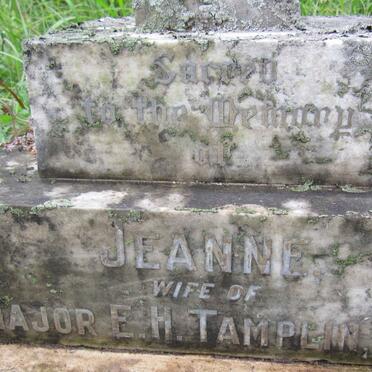 Sacred
to the Memory
of
JEANNE.
WIFE OF
MAJOR E. H. TAMPLIN